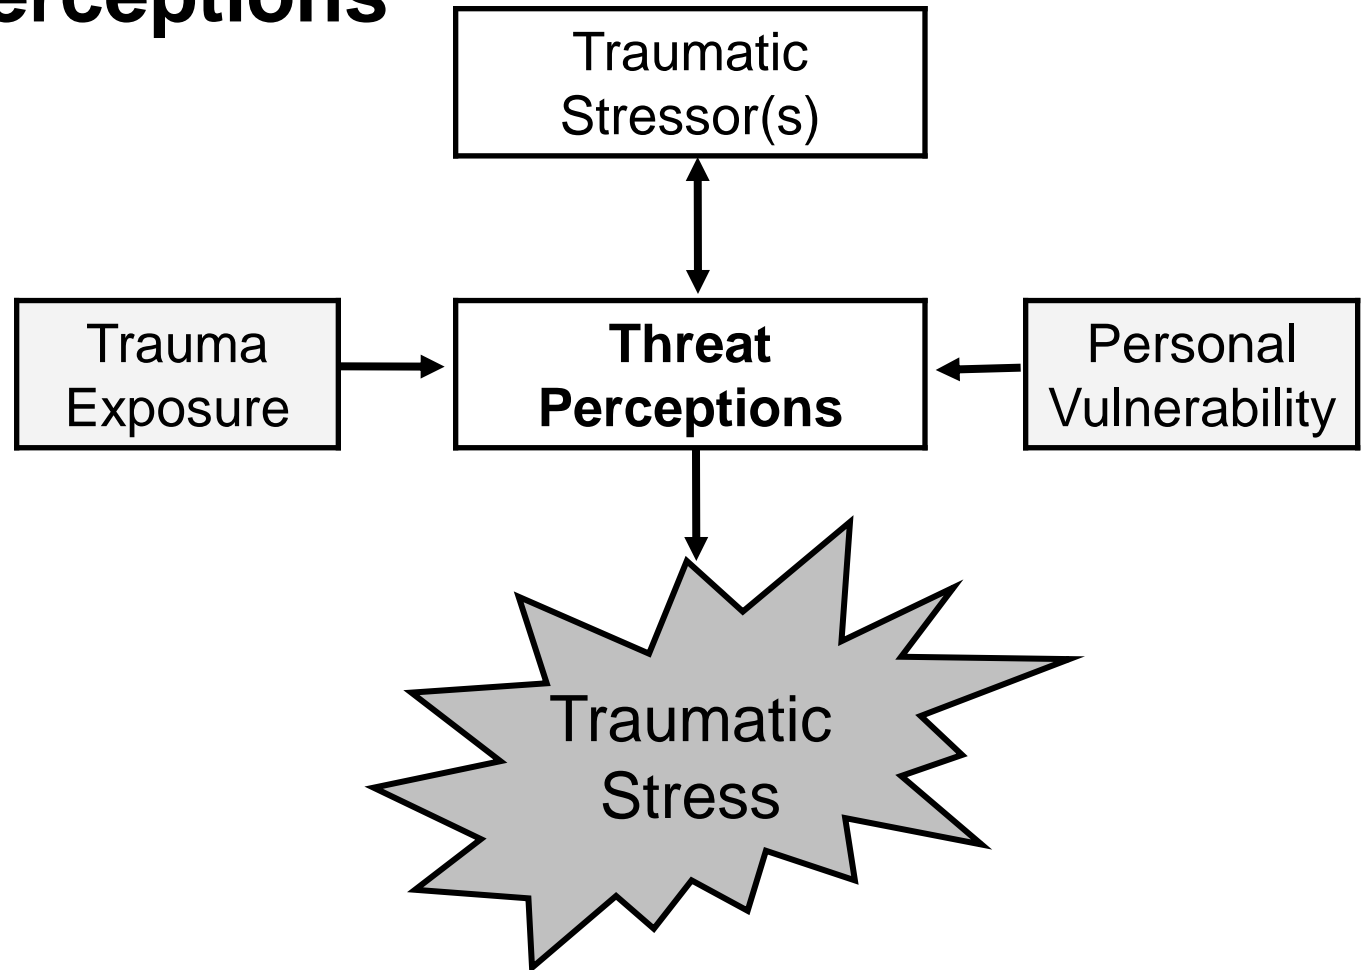 erceptions
Traumatic
Stressor(s)
Trauma
Exposure
Threat
Perceptions
Personal
Vulnerability
Traumatic
Stress